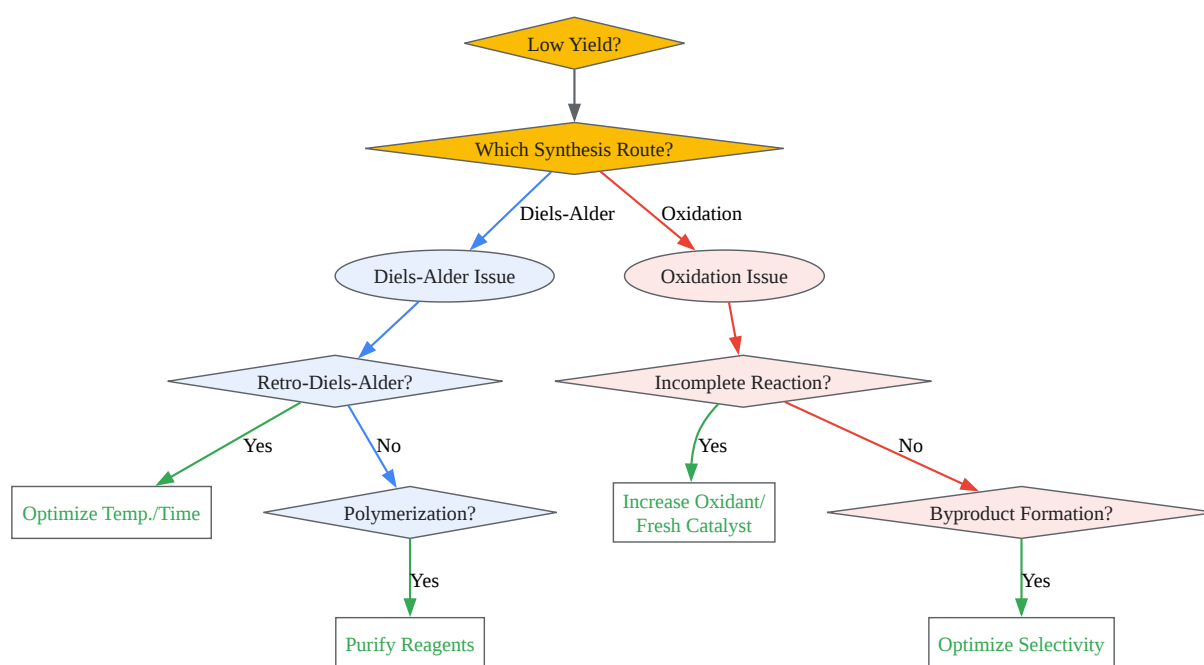 Low Yield?
Which Synthesis Route?
Diels-Alder
Oxidation
Diels-Alder Issue
Oxidation Issue
Retro-Diels-Alder?
Incomplete Reaction?
Yes
No
Yes
No
Optimize Temp./Time
Polymerization?
Increase Oxidant/
Fresh Catalyst
Byproduct Formation?
Yes
Yes
Purify Reagents
Optimize Selectivity